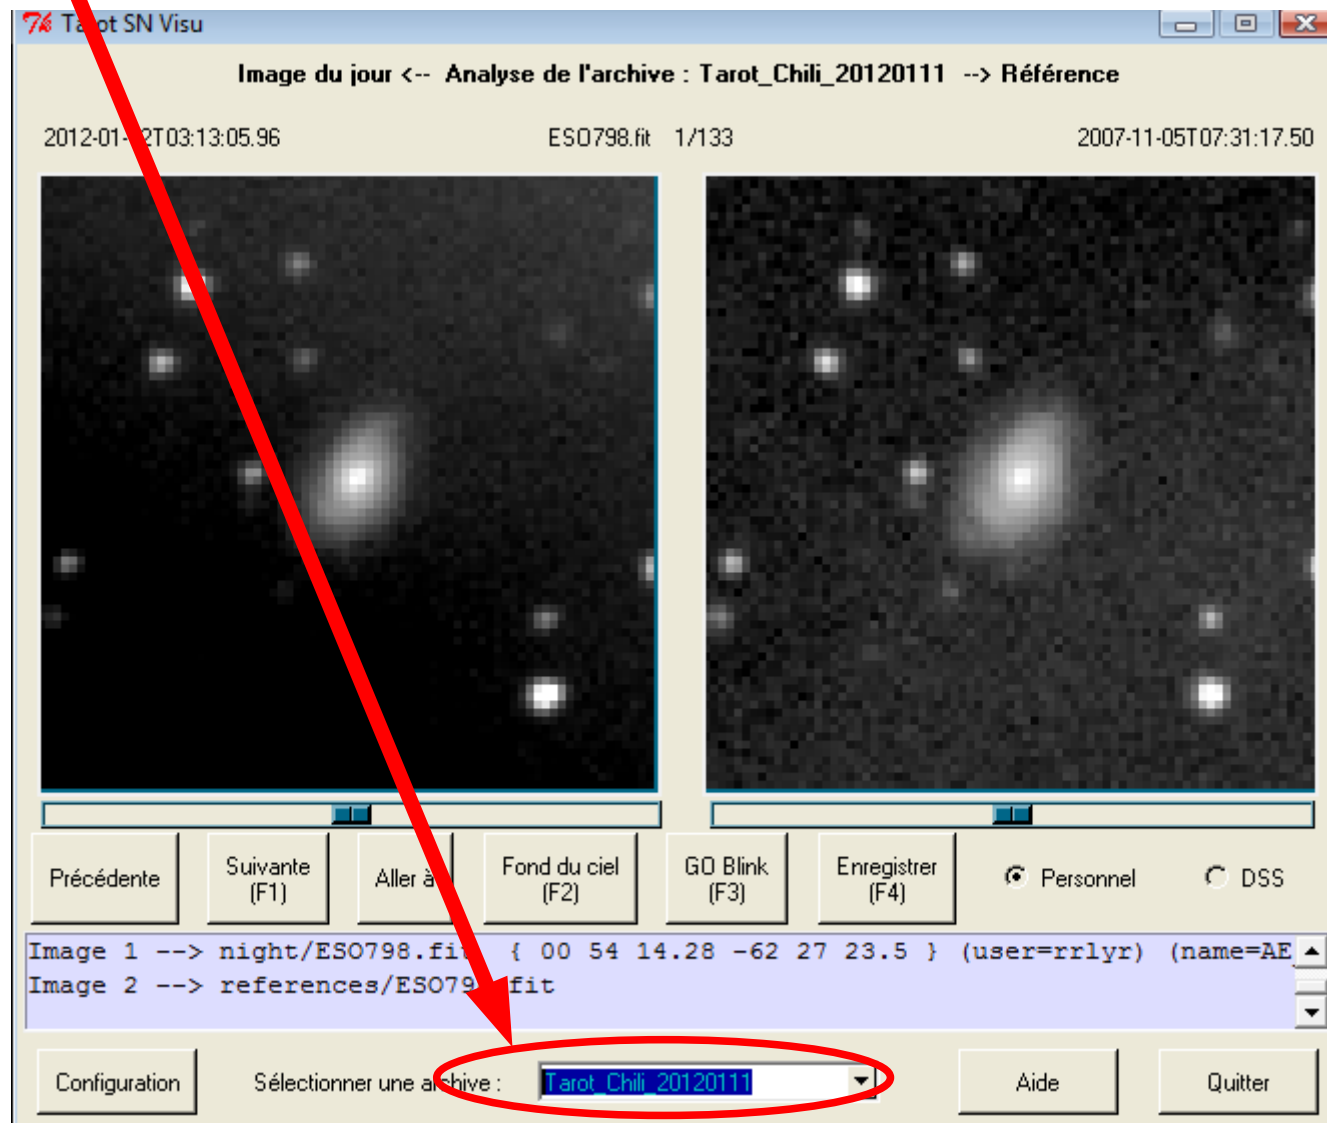 Tarot SN Visu
Image du jour <-- Analyse de l'archive : Tarot_Chili_20120111 --> Référence
2012-01-12T03:13:05.96 ESO798.fit 1/133 2007-11-05T07:31:17.50
Précédente
Suivante
(F1)
Aller à
Fond du ciel
(F2)
GO Blink
(F3)
Enregistrer
(F4)
Personnel
DSS
Image 1 --> night/ESO798.fit { 00 54 14.28 -62 27 23.5 } (user=rrlyr) (name=AE
Image 2 --> references/ESO798.fit
Configuration
Sélectionner une archive :
Tarot_Chili_20120111
Aide
Quitter